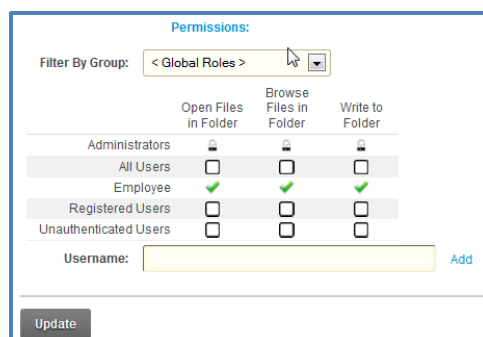 Permissions:
Filter By Group: < Global Roles >
Open Files in Folder Browse Files in Folder Write to Folder
Administrators
All Users
Employee
Registered Users
Unauthenticated Users
Username: Add
Update